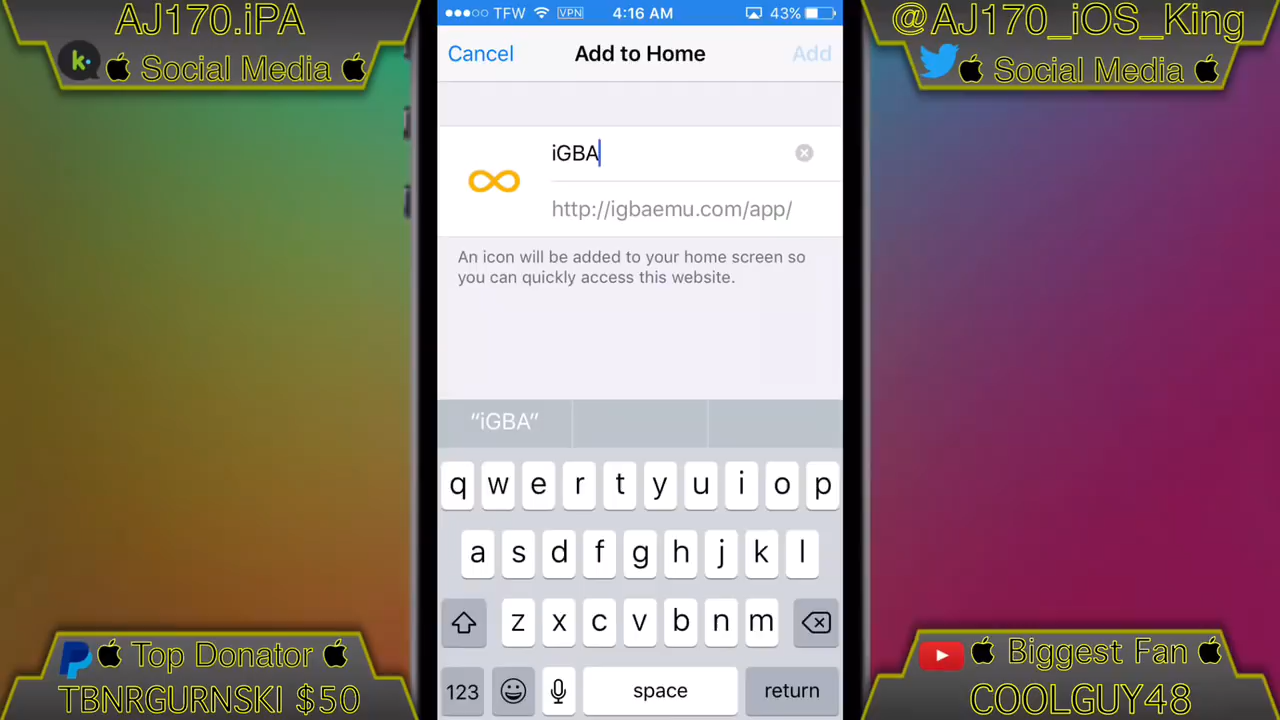 AJ170.iPA
Social Media
TFW VPN 4:16 AM 43%
@AJ170_iOS_King
Social Media
Cancel Add to Home Add
iGBA
http://igbaemu.com/app/
An icon will be added to your home screen so
you can quickly access this website.
“iGBA”
q w e r t y u i o p
a s d f g h j k l
z x c v b n m
123 space return
Top Donator
TBNRGURNSKI $50
Biggest Fan
COOLGUY48